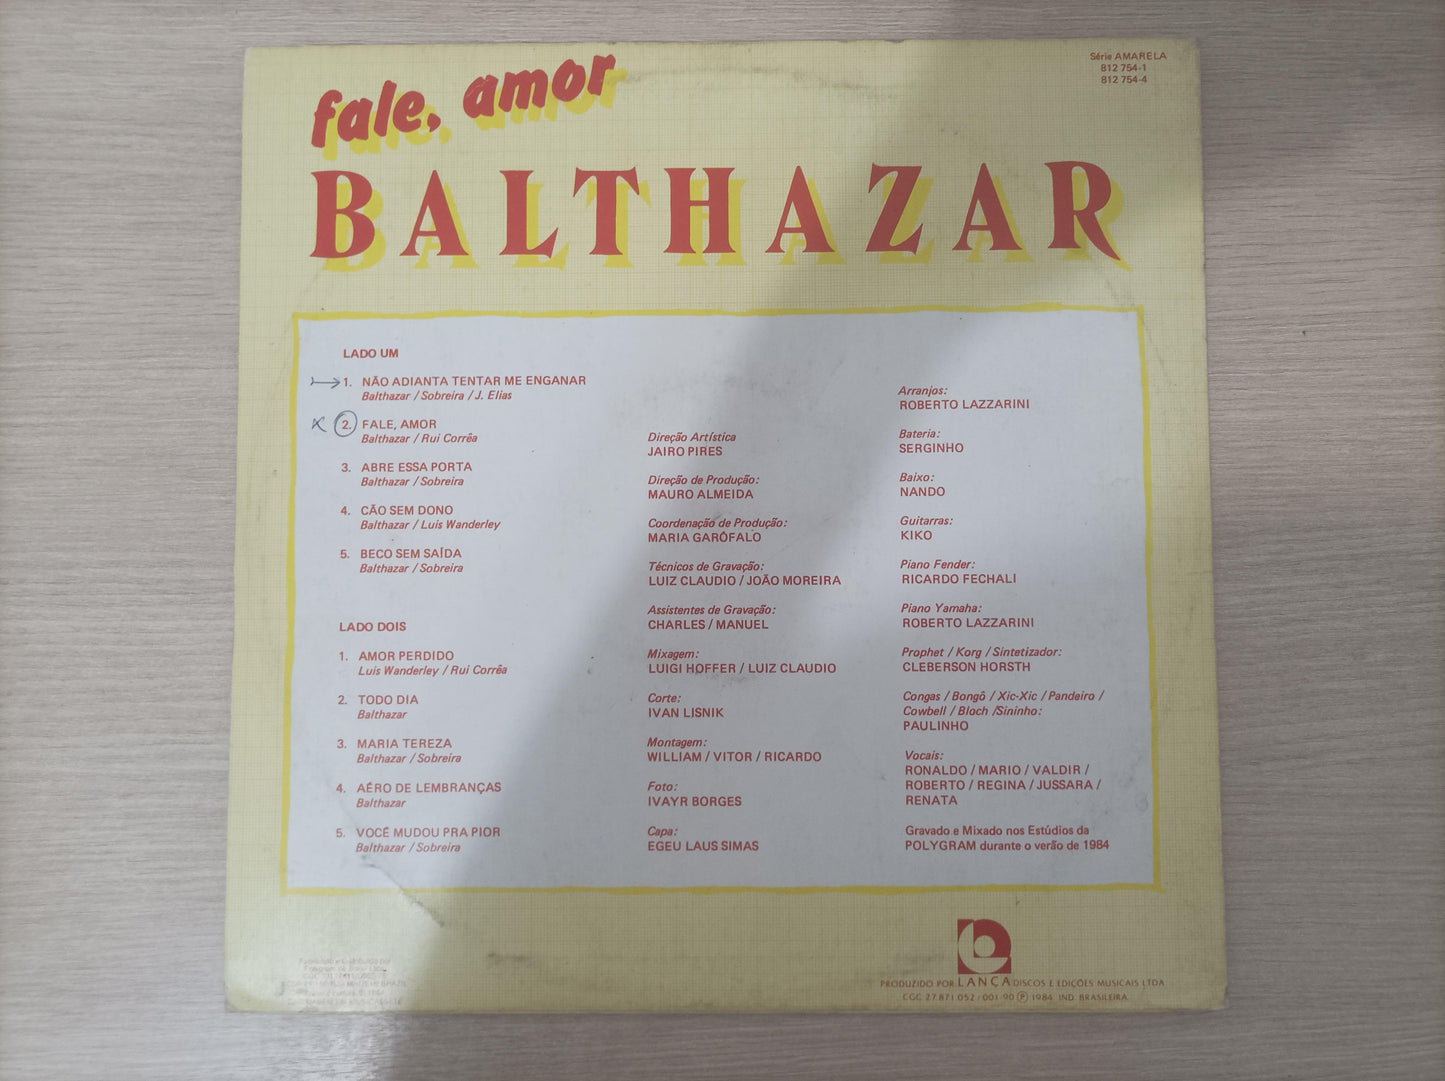 Série AMARELA
812 754-1
812 754-4
fale, amor
BALTHAZAR
LADO UM
1. NÃO ADIANTA TENTAR ME ENGANAR
Balthazar / Sobreira / J. Elias
2. FALE, AMOR
Balthazar / Rui Corrêa
3. ABRE ESSA PORTA
Balthazar / Sobreira
4. CÃO SEM DONO
Balthazar / Luis Wanderley
5. BECO SEM SAÍDA
Balthazar / Sobreira
LADO DOIS
1. AMOR PERDIDO
Luis Wanderley / Rui Corrêa
2. TODO DIA
Balthazar
3. MARIA TEREZA
Balthazar / Sobreira
4. AÉRO DE LEMBRANÇAS
Balthazar
5. VOCÊ MUDOU PRA PIOR
Balthazar / Sobreira
Direção Artística
JAIRO PIRES
Direção de Produção:
MAURO ALMEIDA
Coordenação de Produção:
MARIA GARÓFALO
Técnicos de Gravação:
LUIZ CLAUDIO / JOÃO MOREIRA
Assistentes de Gravação:
CHARLES / MANUEL
Mixagem:
LUIGI HOFFER / LUIZ CLAUDIO
Corte:
IVAN LISNIK
Montagem:
WILLIAM / VITOR / RICARDO
Foto:
IVAYR BORGES
Capa:
EGEU LAUS SIMAS
Arranjos:
ROBERTO LAZZARINI
Bateria:
SERGINHO
Baixo:
NANDO
Guitarras:
KIKO
Piano Fender:
RICARDO FECHALI
Piano Yamaha:
ROBERTO LAZZARINI
Prophet / Korg / Sintetizador:
CLEBERSON HORSTH
Congas / Bongô / Xic-Xic / Pandeiro /
Cowbell / Bloch /Sininho:
PAULINHO
Vocais:
RONALDO / MARIO / VALDIR /
ROBERTO / REGINA / JUSSARA /
RENATA
Gravado e Mixado nos Estúdios da
POLYGRAM durante o verão de 1984
PRODUZIDO POR LANÇA DISCOS E EDIÇÕES MUSICAIS LTDA
CGC 27.871.052 / 001-90 Ⓟ 1984 IND. BRASILEIRA